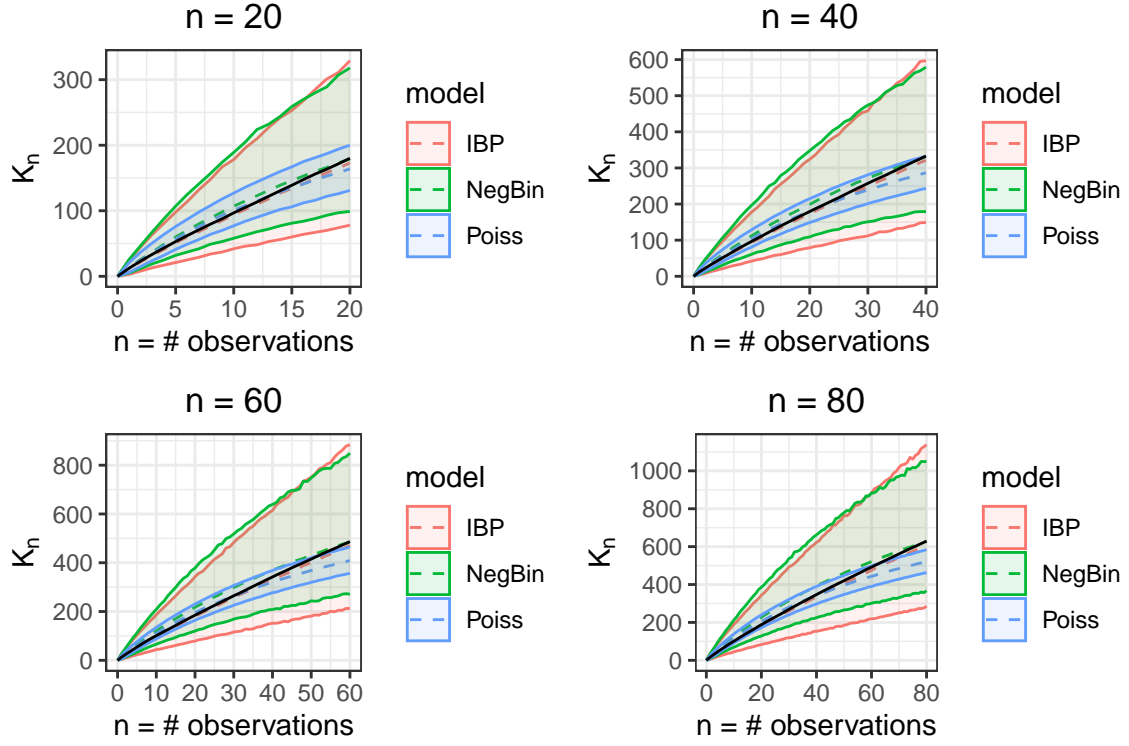 n = 20
300
200
100
0
0 5 10 15 20
K_n
n = # observations
model
IBP
NegBin
Poiss
n = 40
600
500
400
300
200
100
0
0 10 20 30 40
K_n
n = # observations
model
IBP
NegBin
Poiss
n = 60
800
600
400
200
0
0 10 20 30 40 50 60
K_n
n = # observations
model
IBP
NegBin
Poiss
n = 80
1000
800
600
400
200
0
0 20 40 60 80
K_n
n = # observations
model
IBP
NegBin
Poiss